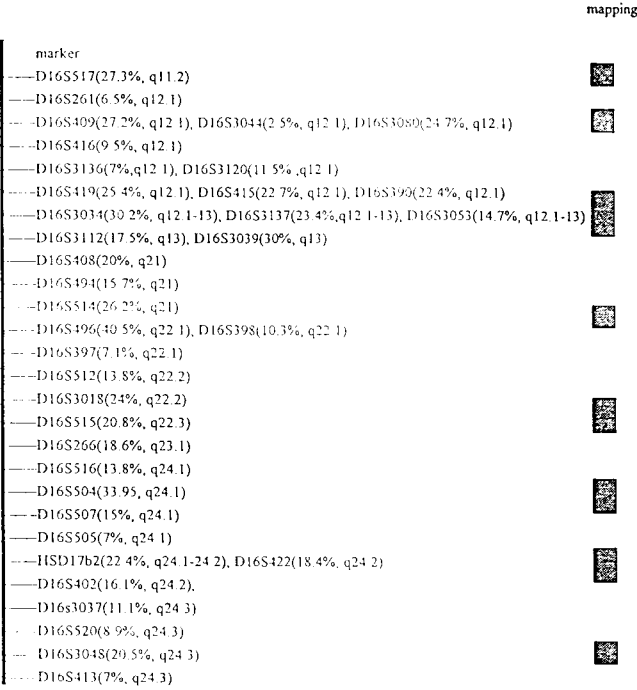 mapping
marker
D16S517(27.3%, q11.2)
D16S261(6.5%, q12.1)
D16S409(27.2%, q12.1), D16S3044(2.5%, q12.1), D16S3080(24.7%, q12.1)
D16S416(9.5%, q12.1)
D16S3136(7%,q12.1), D16S3120(11.5% ,q12.1)
D16S419(25.4%, q12.1), D16S415(22.7%, q12.1), D16S390(22.4%, q12.1)
D16S3034(30.2%, q12.1-13), D16S3137(23.4%,q12.1-13), D16S3053(14.7%, q12.1-13)
D16S3112(17.5%, q13), D16S3039(30%, q13)
D16S408(20%, q21)
D16S494(15.7%, q21)
D16S514(26.2%, q21)
D16S496(40.5%, q22.1), D16S398(10.3%, q22.1)
D16S397(7.1%, q22.1)
D16S512(13.8%, q22.2)
D16S3018(24%, q22.2)
D16S515(20.8%, q22.3)
D16S266(18.6%, q23.1)
D16S516(13.8%, q24.1)
D16S504(33.95, q24.1)
D16S507(15%, q24.1)
D16S505(7%, q24.1)
HSD17b2(22.4%, q24.1-24.2), D16S422(18.4%, q24.2)
D16S402(16.1%, q24.2),
D16s3037(11.1%, q24.3)
D16S520(8.9%, q24.3)
D16S3048(20.5%, q24.3)
D16S413(7%, q24.3)